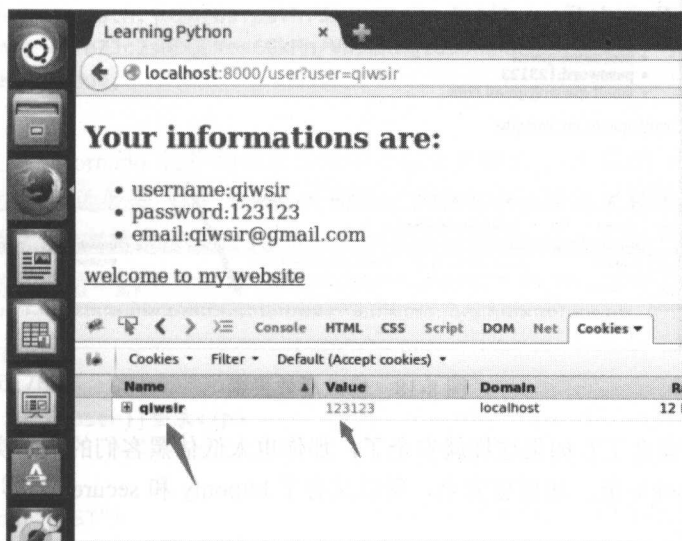 Learning Python ×
localhost:8000/user?user=qiwsir
Your informations are:
• username:qiwsir
• password:123123
• email:qiwsir@gmail.com
welcome to my website
Console HTML CSS Script DOM Net Cookies
Cookies Filter Default (Accept cookies)
Name Value Domain
qiwsir 123123 localhost 12